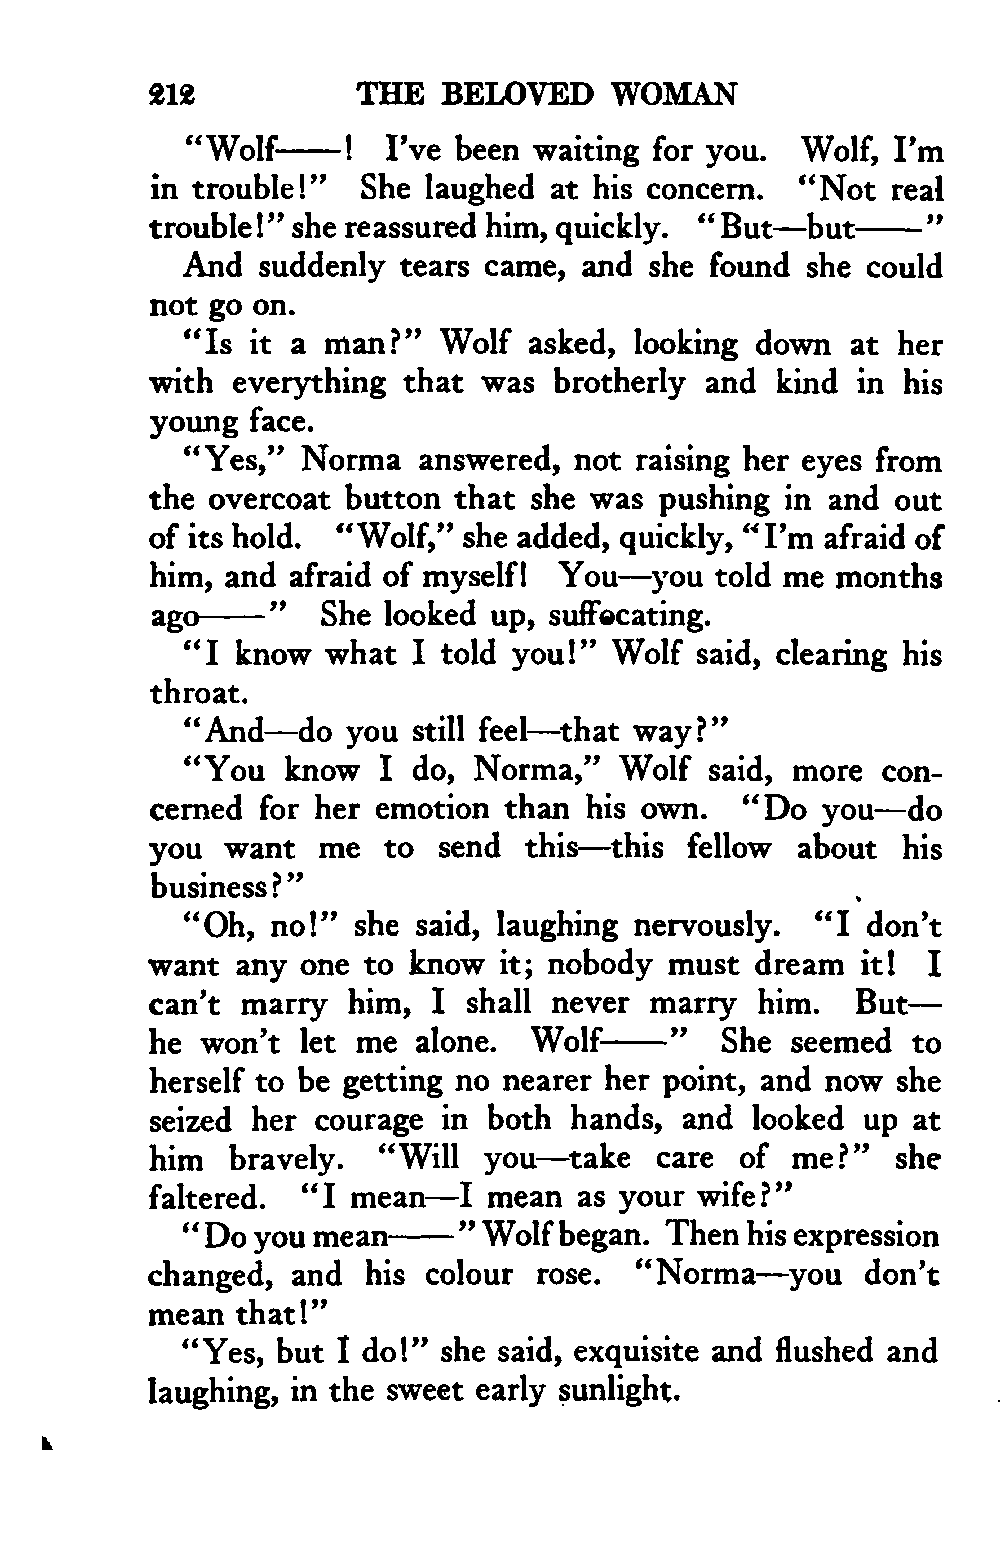 212 THE BELOVED WOMAN
“Wolf——! I’ve been waiting for you. Wolf, I’m
in trouble!” She laughed at his concern. “Not real
trouble!” she reassured him, quickly. “But—but——”
And suddenly tears came, and she found she could
not go on.
“Is it a man?” Wolf asked, looking down at her
with everything that was brotherly and kind in his
young face.
“Yes,” Norma answered, not raising her eyes from
the overcoat button that she was pushing in and out
of its hold. “Wolf,” she added, quickly, “I’m afraid of
him, and afraid of myself! You—you told me months
ago——” She looked up, suffocating.
“I know what I told you!” Wolf said, clearing his
throat.
“And—do you still feel—that way?”
“You know I do, Norma,” Wolf said, more con-
cerned for her emotion than his own. “Do you—do
you want me to send this—this fellow about his
business?”
“Oh, no!” she said, laughing nervously. “I don’t
want any one to know it; nobody must dream it! I
can’t marry him, I shall never marry him. But—
he won’t let me alone. Wolf——” She seemed to
herself to be getting no nearer her point, and now she
seized her courage in both hands, and looked up at
him bravely. “Will you—take care of me?” she
faltered. “I mean—I mean as your wife?”
“Do you mean——” Wolf began. Then his expression
changed, and his colour rose. “Norma—you don’t
mean that!”
“Yes, but I do!” she said, exquisite and flushed and
laughing, in the sweet early sunlight.